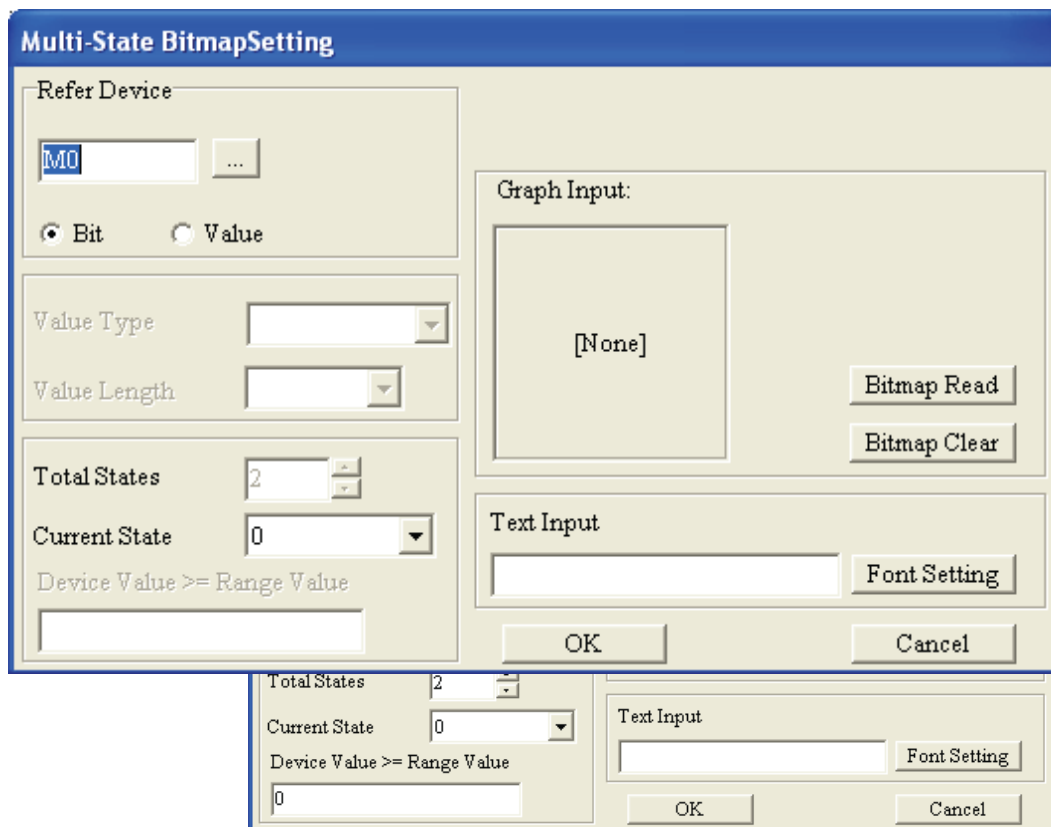 Multi-State BitmapSetting
Refer Device
M0
...
Bit
Value
Value Type
Value Length
Total States
2
Current State
0
Device Value >= Range Value
Graph Input:
[None]
Bitmap Read
Bitmap Clear
Text Input
Font Setting
OK
Cancel
Total States
2
Current State
0
Device Value >= Range Value
0
Text Input
Font Setting
OK
Cancel